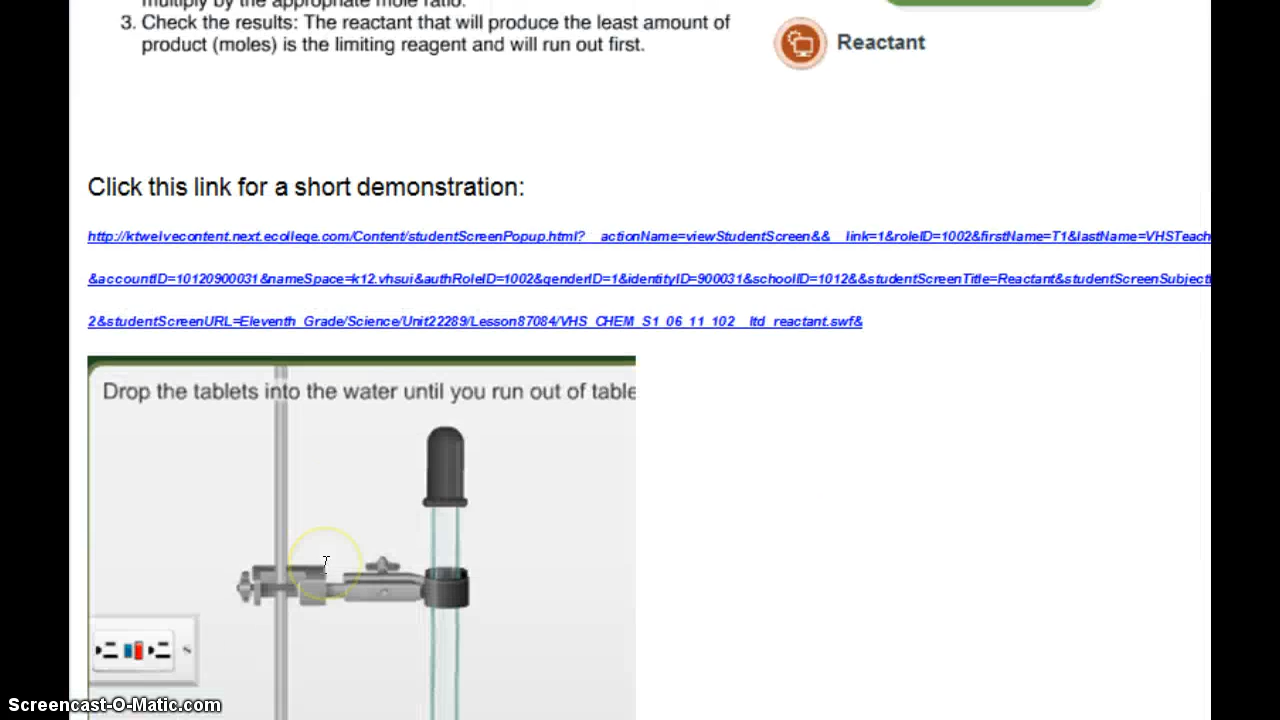 multiply by the appropriate mole ratio.
3. Check the results: The reactant that will produce the least amount of
product (moles) is the limiting reagent and will run out first.
Reactant
Click this link for a short demonstration:
http://ktwelvecontent.next.ecollege.com/Content/studentScreenPopup.html?__actionName=viewStudentScreen&&__link=1&roleID=1002&firstName=T1&lastName=VHSTeach
&accountID=10120900031&nameSpace=k12.vhsui&authRoleID=1002&genderID=1&identityID=900031&schoolID=1012&&studentScreenTitle=Reactant&studentScreenSubject
2&studentScreenURL=Eleventh_Grade/Science/Unit22289/Lesson87084/VHS_CHEM_S1_06_11_102__ltd_reactant.swf&
Drop the tablets into the water until you run out of table
Screencast-O-Matic.com